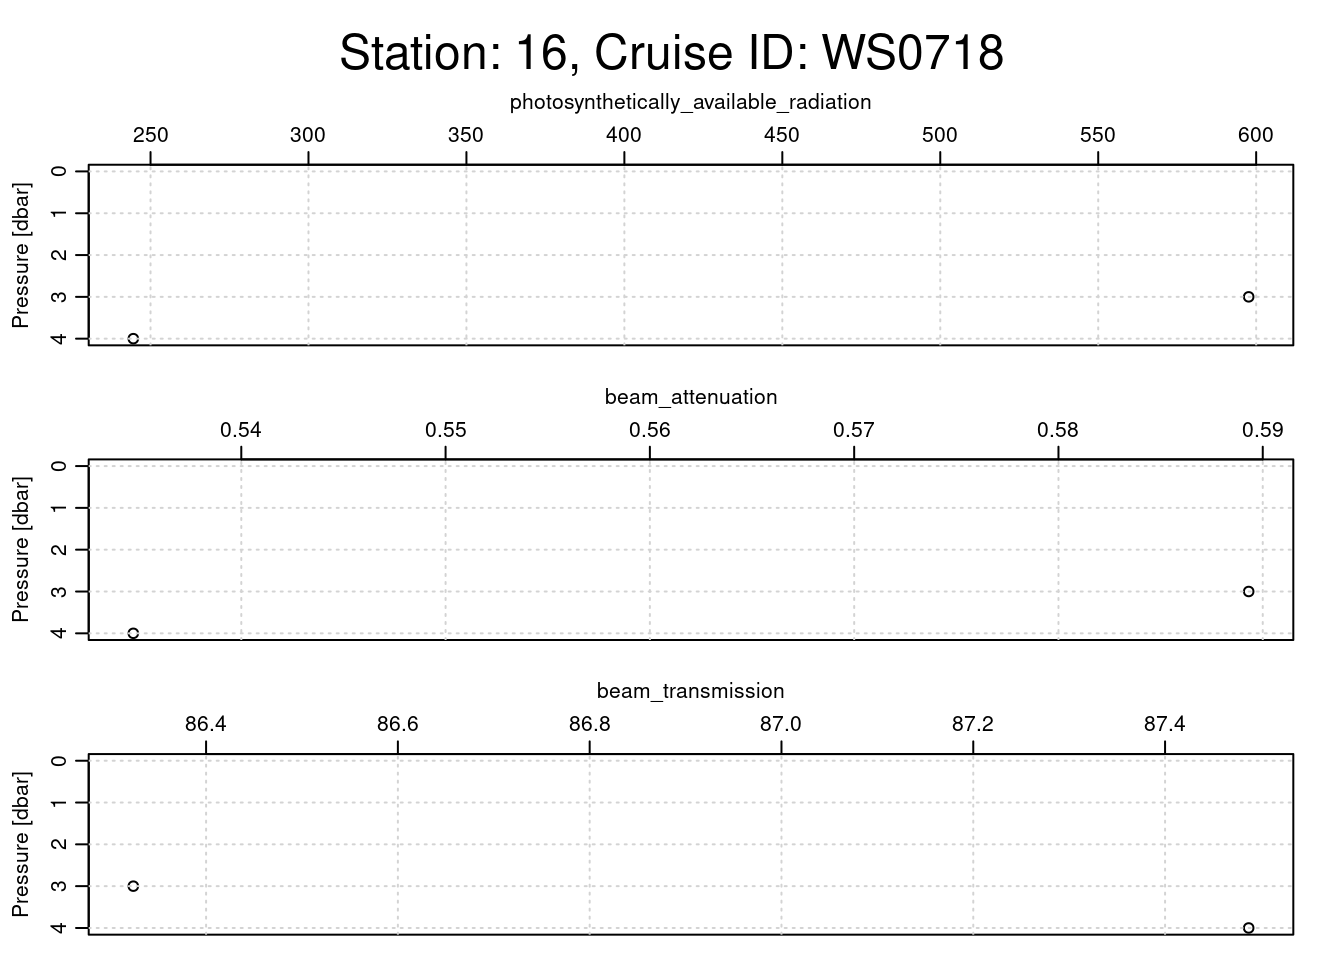 Station: 16, Cruise ID: WS0718
photosynthetically_available_radiation
250 300 350 400 450 500 550 600
Pressure [dbar]
0
1
2
3
4
beam_attenuation
0.54 0.55 0.56 0.57 0.58 0.59
Pressure [dbar]
0
1
2
3
4
beam_transmission
86.4 86.6 86.8 87.0 87.2 87.4
Pressure [dbar]
0
1
2
3
4